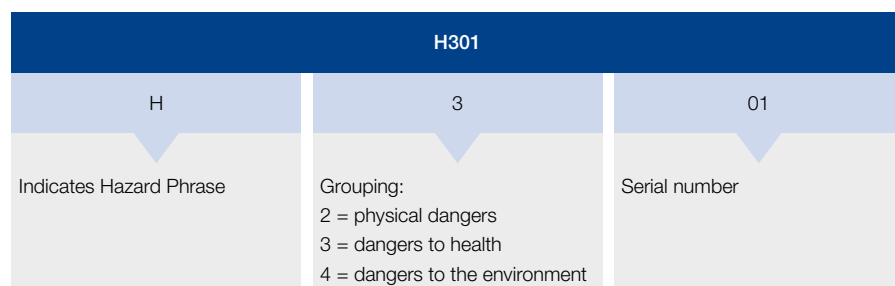 H301
H
3
01
Indicates Hazard Phrase
Grouping:
2 = physical dangers
3 = dangers to health
4 = dangers to the environment
Serial number